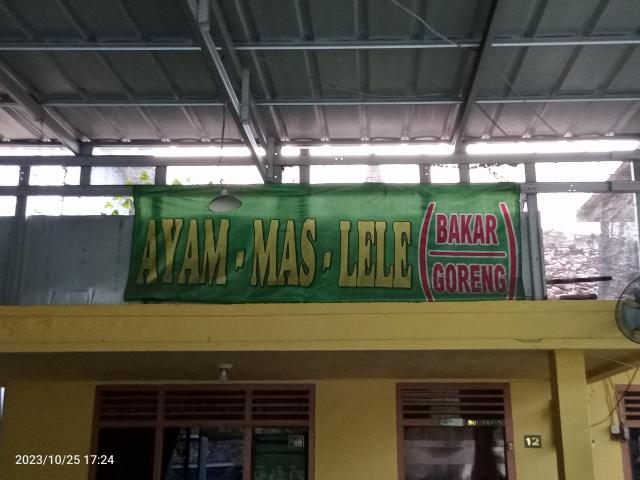 AYAM - MAS - LELE
(BAKAR
GORENG)
12
2023/10/25 17:24